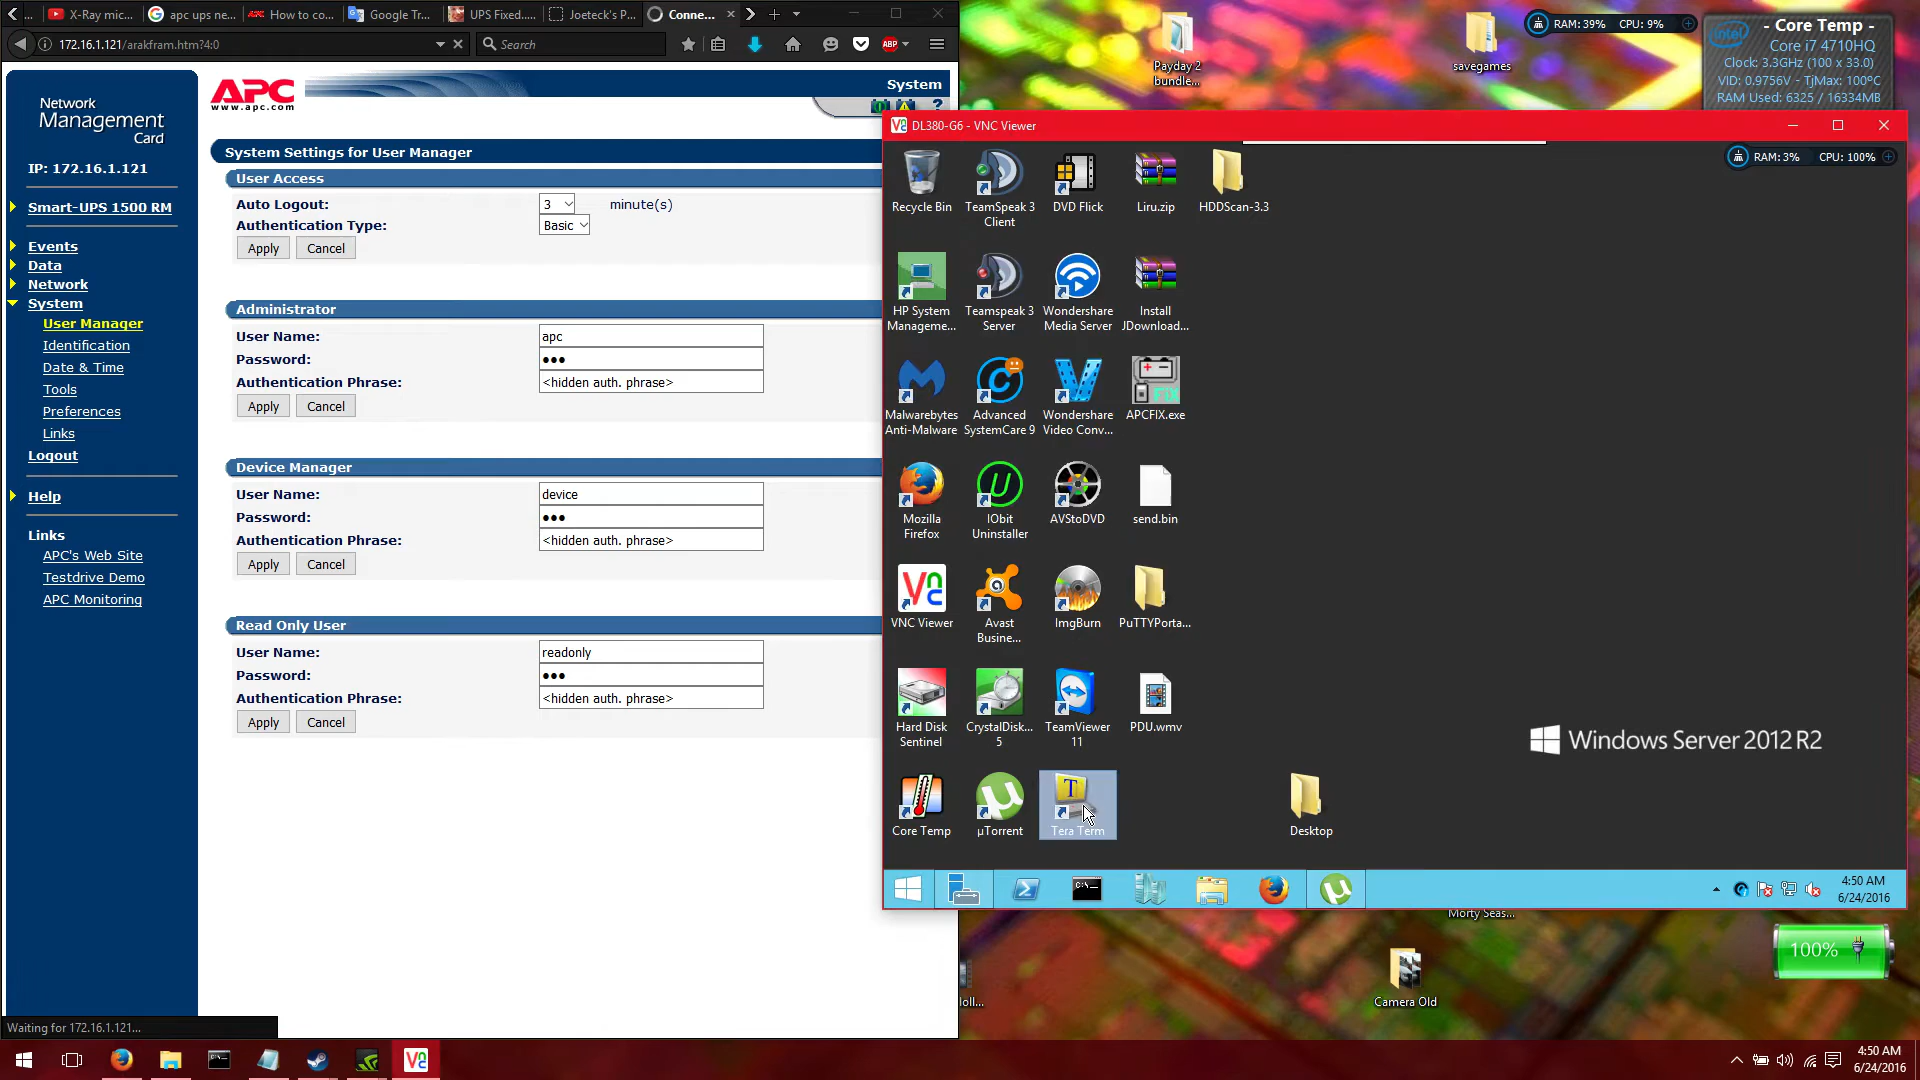 X-Ray mic...
apc ups ne...
How to co...
Google Tr...
UPS Fixed....
Joeteck's P...
Conne...
172.16.1.121/arakfram.htm?4:0
Search
ABP
Network
Management
Card
IP: 172.16.1.121
Smart-UPS 1500 RM
Events
Data
Network
System
User Manager
Identification
Date & Time
Tools
Preferences
Links
Logout
Help
Links
APC's Web Site
Testdrive Demo
APC Monitoring
APC
www.apc.com
System
System Settings for User Manager
User Access
Auto Logout: 3 minute(s)
Authentication Type: Basic
Apply Cancel
Administrator
User Name: apc
Password: ●●●
Authentication Phrase: <hidden auth. phrase>
Apply Cancel
Device Manager
User Name: device
Password: ●●●
Authentication Phrase: <hidden auth. phrase>
Apply Cancel
Read Only User
User Name: readonly
Password: ●●●
Authentication Phrase: <hidden auth. phrase>
Apply Cancel
Waiting for 172.16.1.121...
Payday 2
bundle...
savegames
RAM: 39% CPU: 9%
intel
- Core Temp -
Core i7 4710HQ
Clock: 3.3GHz (100 x 33.0)
VID: 0.9756V - TjMax: 100ºC
RAM Used: 6325 / 16334MB
DL380-G6 - VNC Viewer
RAM: 3% CPU: 100%
Recycle Bin
TeamSpeak 3
Client
DVD Flick
Liru.zip
HDDScan-3.3
HP System
Manageme...
Teamspeak 3
Server
Wondershare
Media Server
Install
JDownload...
Malwarebytes
Anti-Malware
Advanced
SystemCare 9
Wondershare
Video Conv...
FIX
APCFIX.exe
Mozilla
Firefox
IObit
Uninstaller
AVStoDVD
send.bin
VNC Viewer
Avast
Busine...
ImgBurn
PuTTYPorta...
Hard Disk
Sentinel
CrystalDisk...
5
TeamViewer
11
PDU.wmv
Core Temp
µTorrent
Tera Term
Desktop
Windows Server 2012 R2
4:50 AM
6/24/2016
Morty Seas...
100%
loll...
Camera Old
4:50 AM
6/24/2016